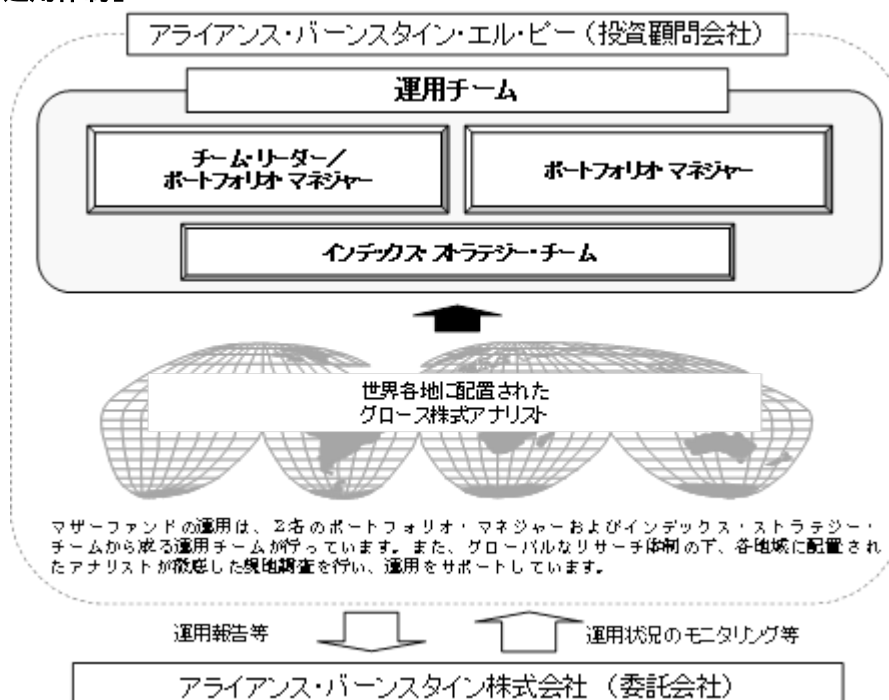 アライアンス・バーンスタイン・エル・ピー（投資顧問会社）
運用チーム
チーム・リーダー／
ポートフォリオ マネジャー
ポートフォリオ マネジャー
インデックス ストラテジー・チーム
世界各地に配置された
グロース株式アナリスト
マザーファンドの運用は、2名のポートフォリオ・マネジャーおよびインデックス・ストラテジー・
チームから成る運用チームが行っています。また、グローバルなリサーチ体制の下、各地域に配置され
たアナリストが徹底した現地調査を行い、運用をサポートしています。
運用報告等
運用状況のモニタリング等
アライアンス・バーンスタイン株式会社 （委託会社）